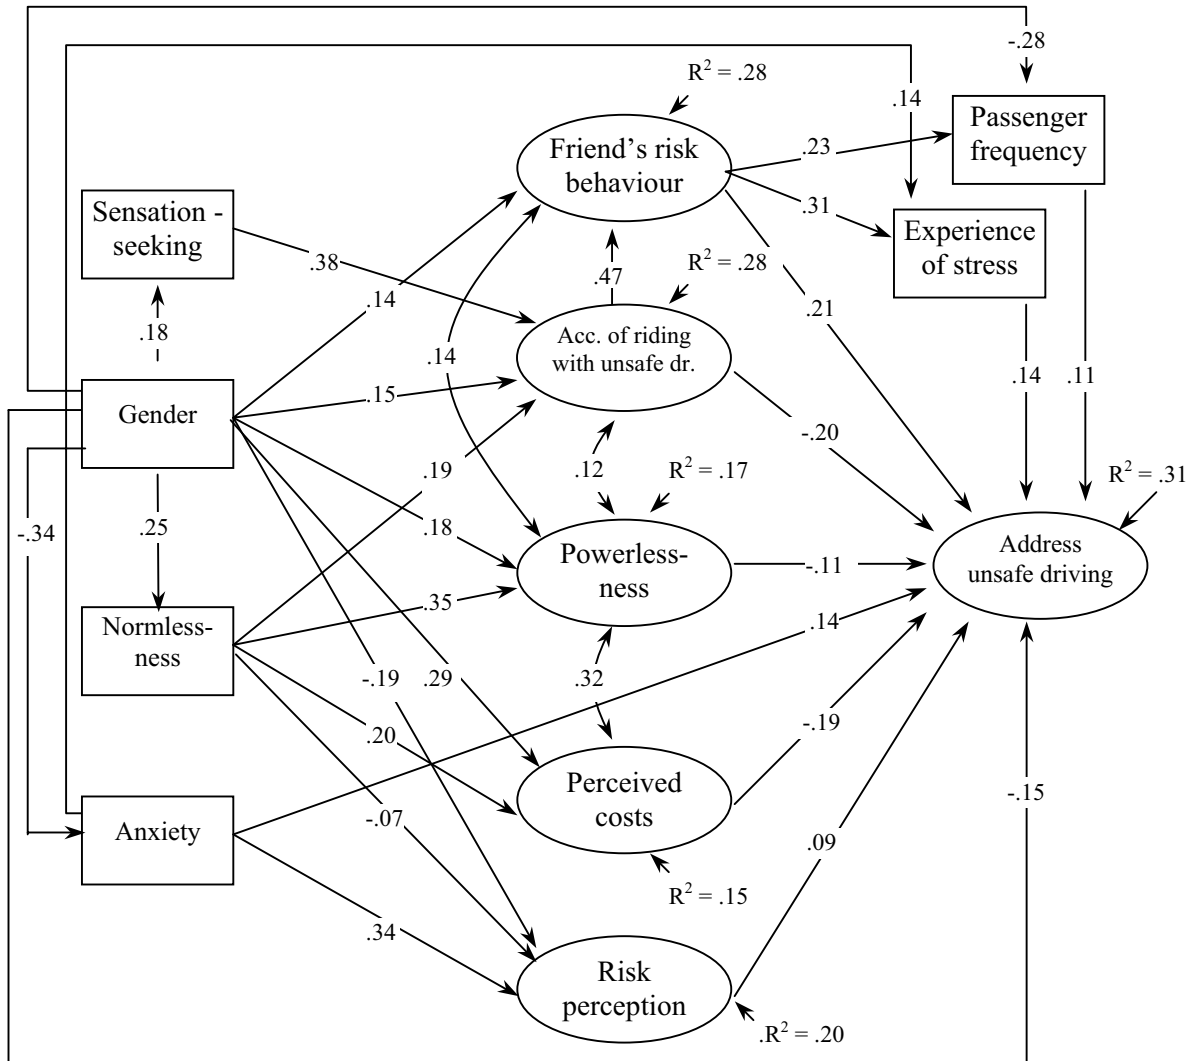 -.28
R² = .28
.14
Passenger
frequency
Friend's risk
behaviour
.23
Sensation -
seeking
.31
Experience
of stress
.38
.47
R² = .28
.14
.21
.18
Acc. of riding
with unsafe dr.
.14
Gender
.15
.14
.11
-.20
.19
.12
R² = .17
R² = .31
-.34
.25
.18
Powerless-
ness
-.11
Address
unsafe driving
.35
Normless-
ness
.14
-.19
.29
.32
.20
-.19
Perceived
costs
-.15
Anxiety
-.07
.09
R² = .15
.34
Risk
perception
.R² = .20